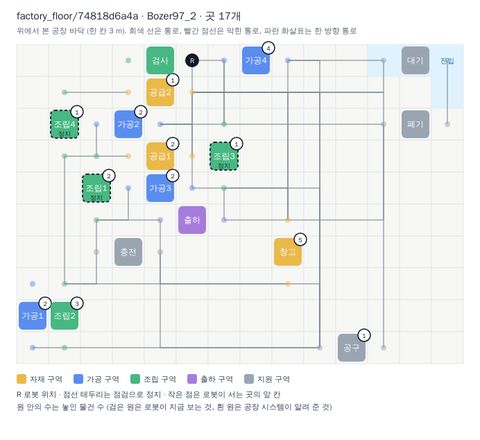 factory_floor/74818d6a4a · Bozer97_2 · 곳 17개
위에서 본 공장 바닥 (한 칸 3 m). 회색 선은 통로, 빨간 점선은 막힌 통로, 파란 화살표는 한 방향 통로
검사 R 가공4 4 대기 진입
공급2 1
조립4 1 정지 가공2 2 폐기
공급1 2 조립3 1 정지
조립1 2 정지 가공3 2
출하
충전 창고 5
가공1 2 조립2 3
공구 1
자재 구역 가공 구역 조립 구역 출하 구역 지원 구역
R 로봇 위치 · 점선 테두리는 점검으로 정지 · 작은 점은 로봇이 서는 곳의 앞 칸
원 안의 수는 놓인 물건 수 (검은 원은 로봇이 지금 보는 것, 흰 원은 공장 시스템이 알려 준 것)